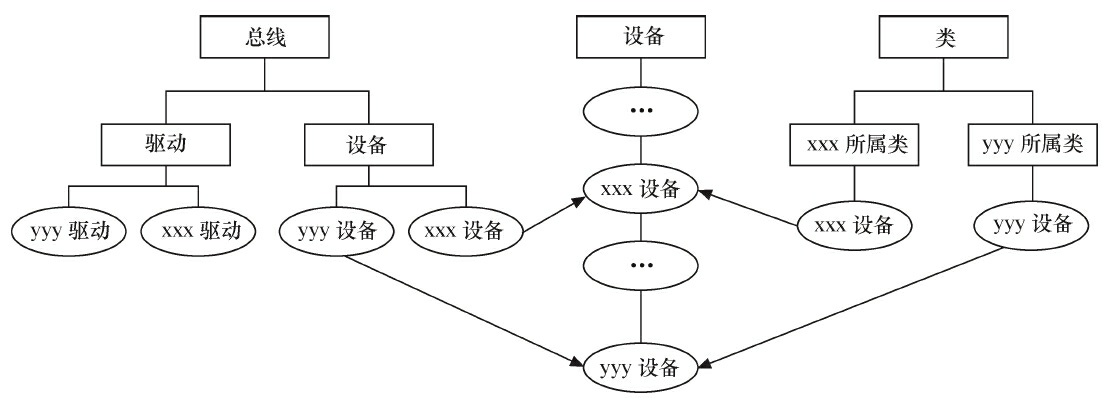 总线
设备
类
驱动
设备
xxx 所属类
yyy 所属类
...
xxx 设备
yyy 驱动
xxx 驱动
yyy 设备
xxx 设备
xxx 设备
yyy 设备
...
yyy 设备